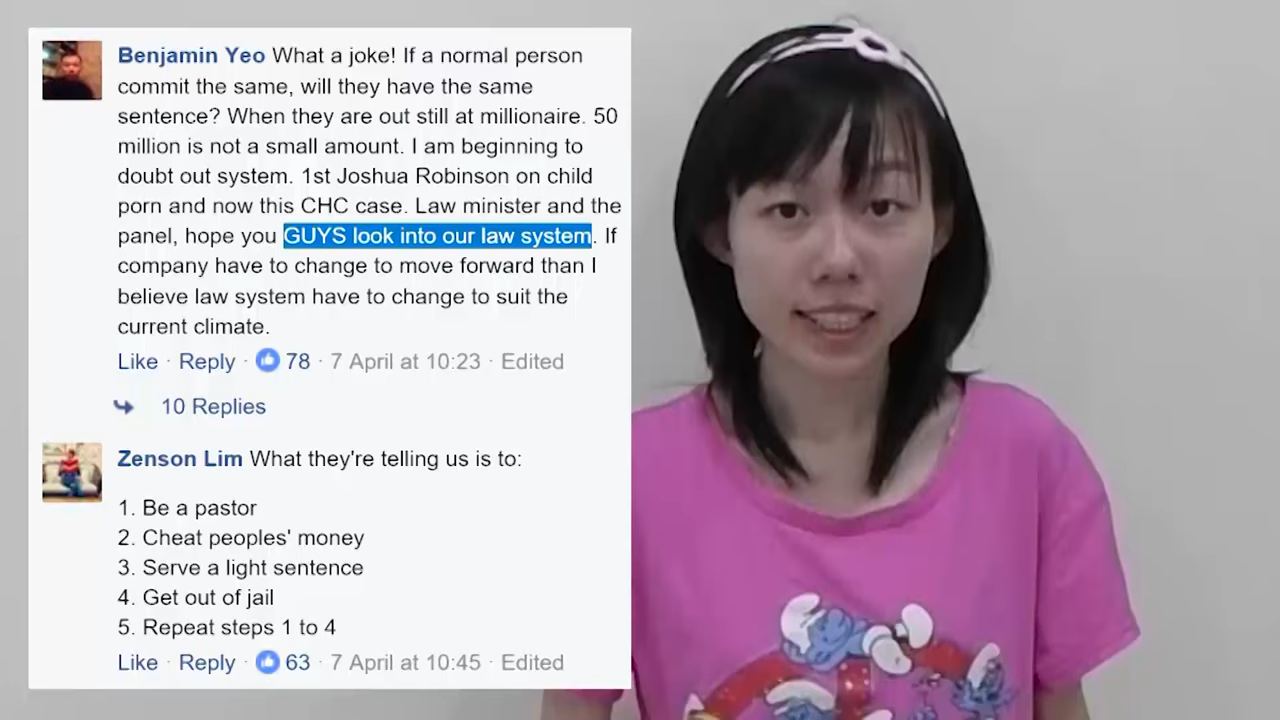 Benjamin Yeo What a joke! If a normal person
commit the same, will they have the same
sentence? When they are out still at millionaire. 50
million is not a small amount. I am beginning to
doubt out system. 1st Joshua Robinson on child
porn and now this CHC case. Law minister and the
panel, hope you GUYS look into our law system. If
company have to change to move forward than I
believe law system have to change to suit the
current climate.
Like · Reply · 78 · 7 April at 10:23 · Edited
10 Replies
Zenson Lim What they're telling us is to:
1. Be a pastor
2. Cheat peoples' money
3. Serve a light sentence
4. Get out of jail
5. Repeat steps 1 to 4
Like · Reply · 63 · 7 April at 10:45 · Edited